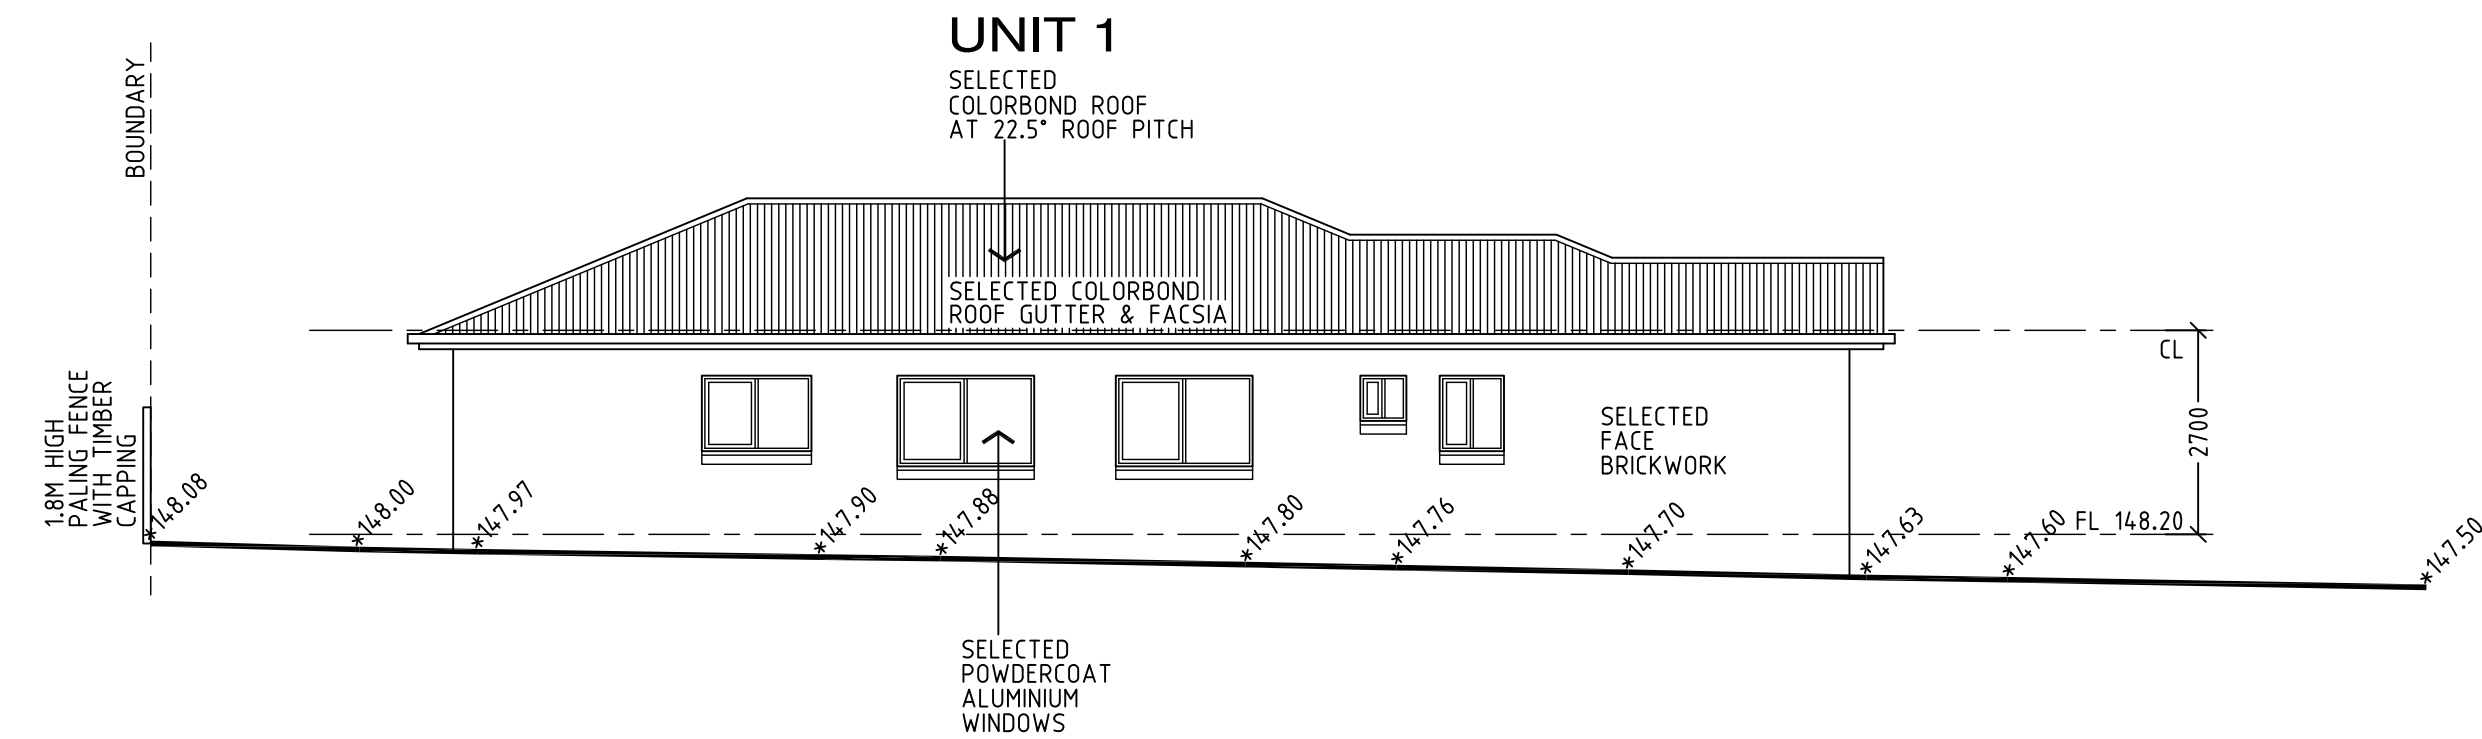 UNIT 1
SELECTED
COLORBOND ROOF
AT 22.5° ROOF PITCH
BOUNDARY
SELECTED COLORBOND
ROOF GUTTER & FACSIA
CL
2700
FL 148.20
1.8M HIGH
PALING FENCE
WITH TIMBER
CAPPING
SELECTED
FACE
BRICKWORK
*148.08
*148.00
*147.97
*147.90
*147.88
*147.80
*147.76
*147.70
*147.63
*147.60
*147.50
SELECTED
POWDERCOAT
ALUMINIUM
WINDOWS